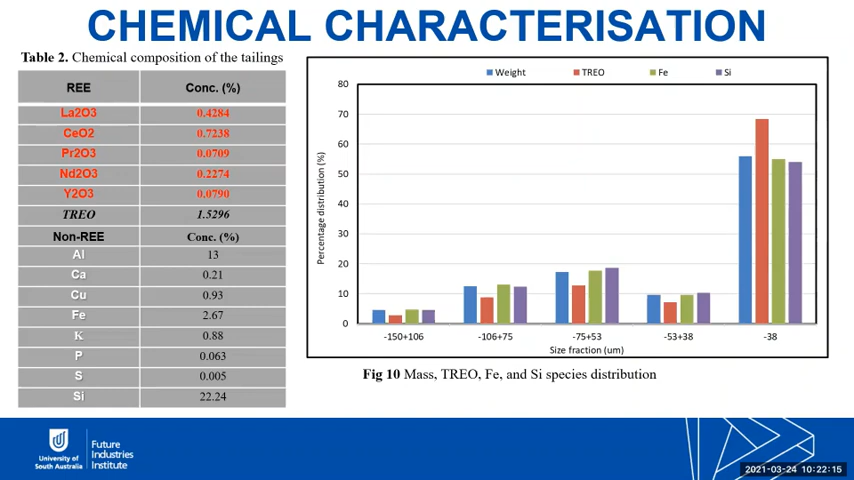 CHEMICAL CHARACTERISATION
Table 2. Chemical composition of the tailings
REE Conc. (%)
La2O3 0.4284
CeO2 0.7238
Pr2O3 0.0709
Nd2O3 0.2274
Y2O3 0.0790
TREO 1.5296
Non-REE Conc. (%)
Al 13
Ca 0.21
Cu 0.93
Fe 2.67
K 0.88
P 0.063
S 0.005
Si 22.24
Weight TREO Fe Si
80
70
60
50
40
30
20
10
0
Percentage distribution (%)
-150+106 -106+75 -75+53 -53+38 -38
Size fraction (um)
Fig 10 Mass, TREO, Fe, and Si species distribution
University of
South Australia
Future
Industries
Institute
2021-03-24 10:22:15